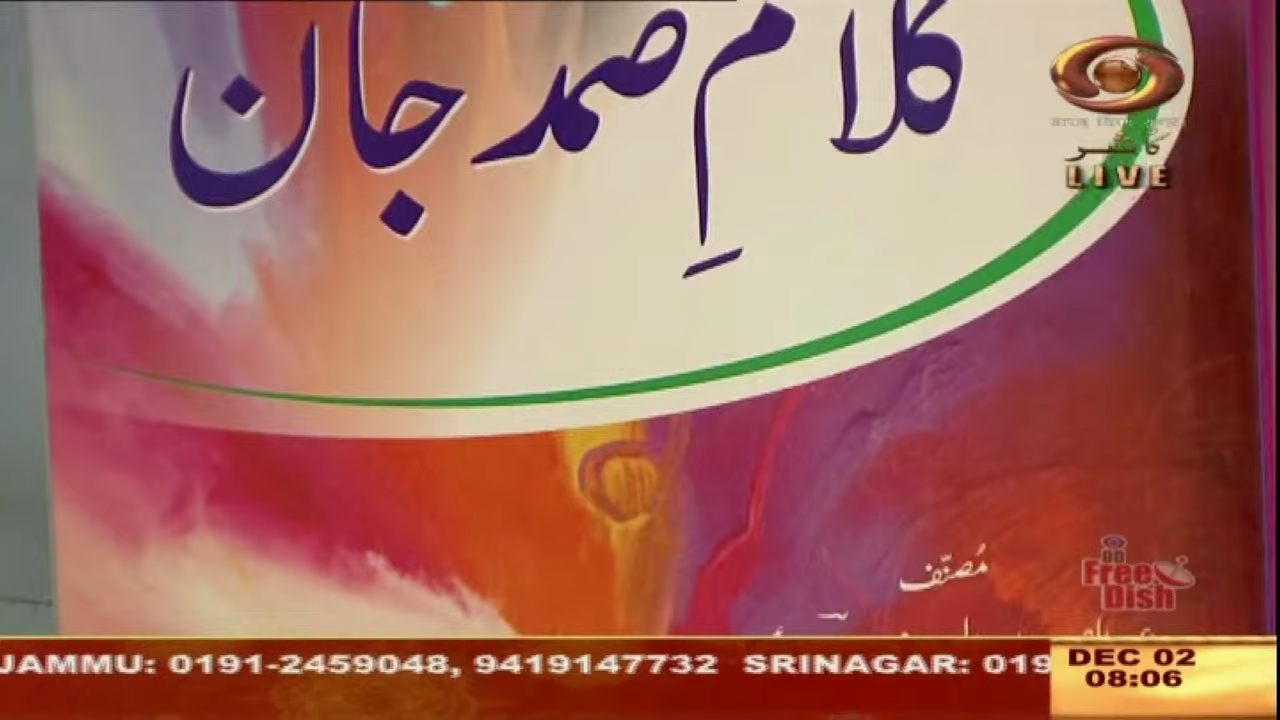 کلامِ صمد جان
کاشر
LIVE
مُصنّف
DD
Free
Dish
JAMMU: 0191-2459048, 9419147732 SRINAGAR: 019
DEC 02
08:06